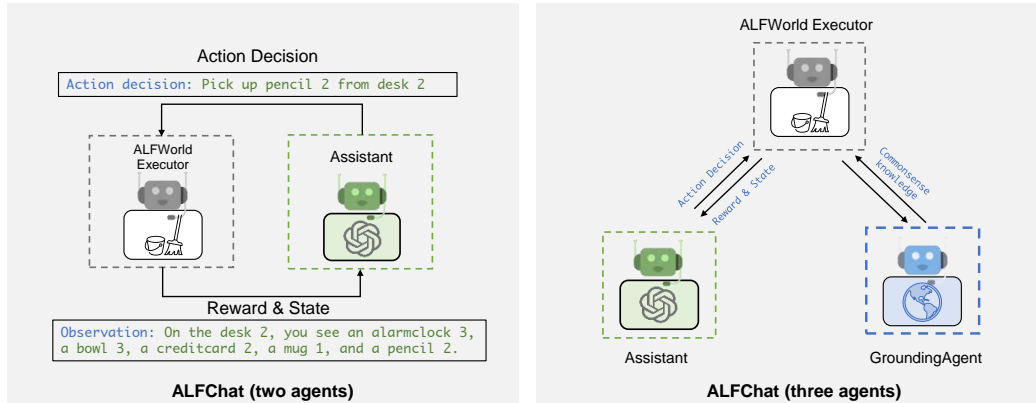 Action Decision
Action decision: Pick up pencil 2 from desk 2
ALFWorld
Executor
Assistant
Reward & State
Observation: On the desk 2, you see an alarmclock 3,
a bowl 3, a creditcard 2, a mug 1, and a pencil 2.
ALFChat (two agents)
ALFWorld Executor
Action Decision
Reward & State
Commonsense
knowledge
Assistant
GroundingAgent
ALFChat (three agents)